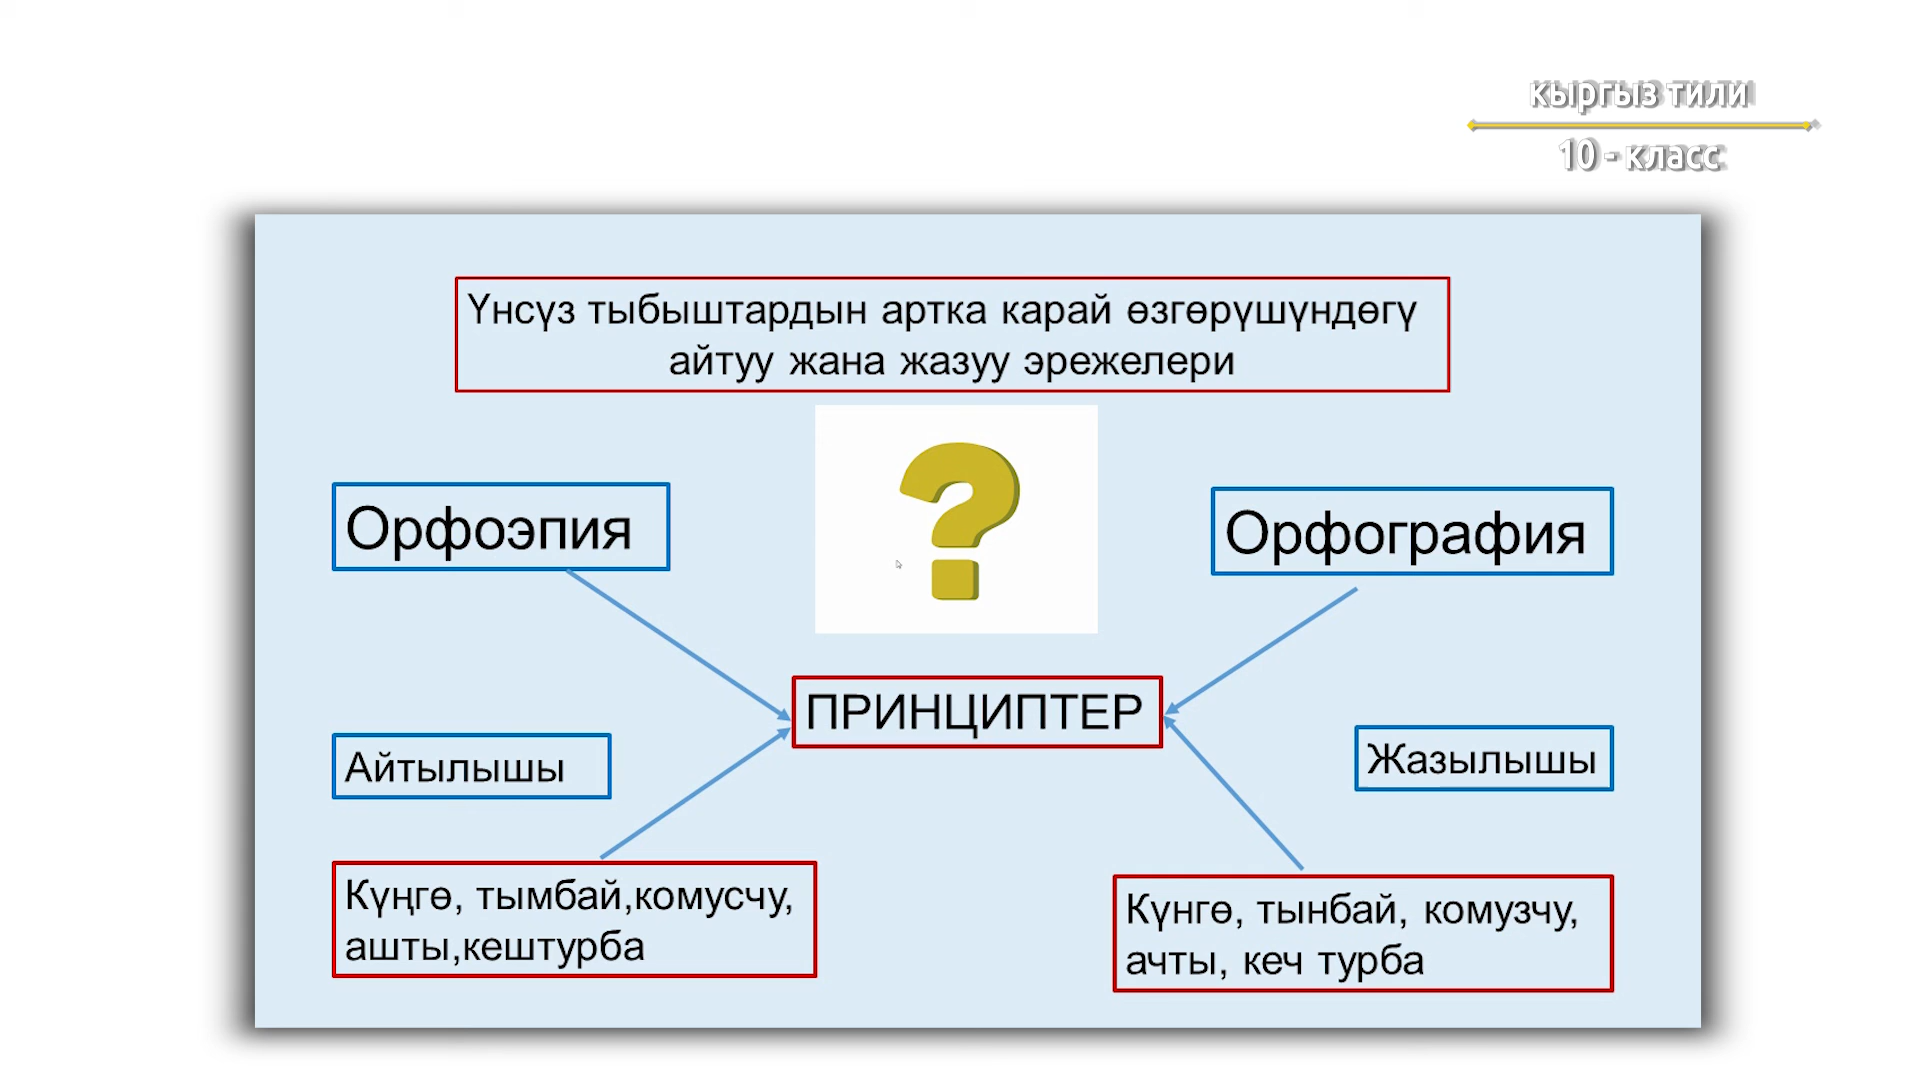 кыргыз тили
10 - класс
Үнсүз тыбыштардын артка карай өзгөрүшүндөгү
айтуу жана жазуу эрежелери
Орфоэпия
Орфография
ПРИНЦИПТЕР
Айтылышы
Жазылышы
Күңгө, тымбай,комусчу,
ашты,кештурба
Күнгө, тынбай, комузчу,
ачты, кеч турба